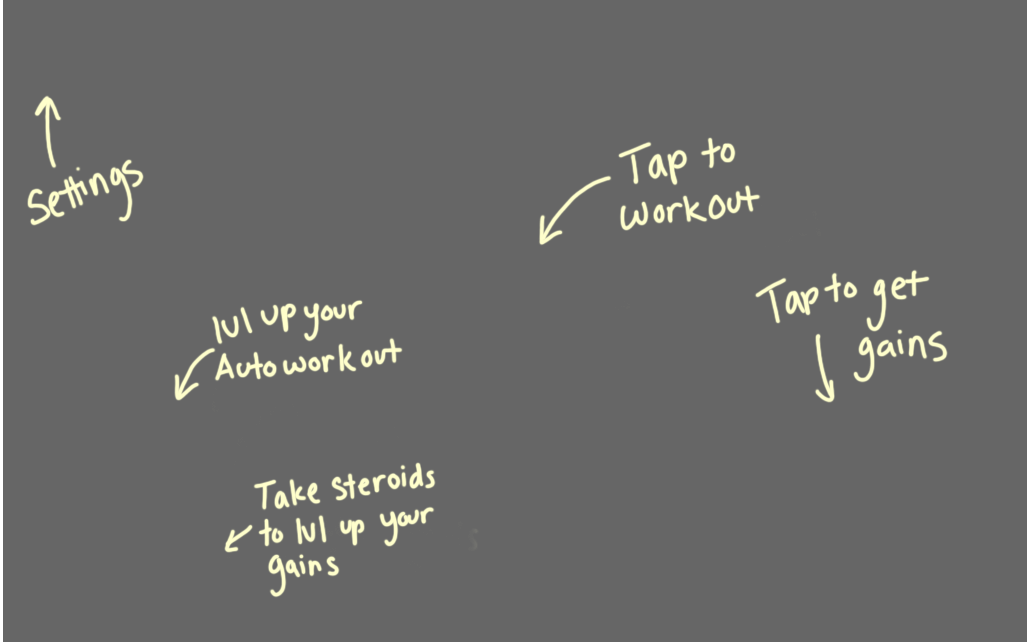 Settings
Tap to
workout
Tap to get
gains
lvl up your
Auto workout
Take steroids
to lvl up your
gains